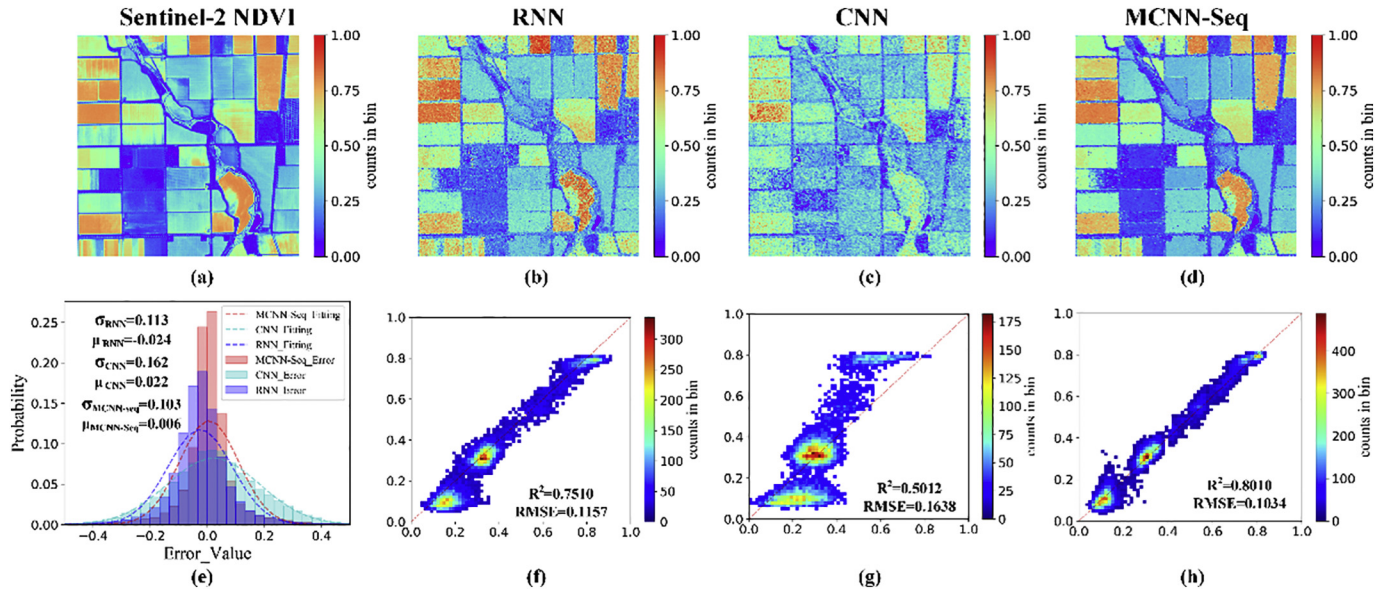 Sentinel-2 NDVI
RNN
CNN
MCNN-Seq
1.00
0.75
0.50
0.25
0.00
counts in bin
1.00
0.75
0.50
0.25
0.00
counts in bin
1.00
0.75
0.50
0.25
0.00
counts in bin
1.00
0.75
0.50
0.25
0.00
counts in bin
(a)
(b)
(c)
(d)
Probability
0.25
0.20
0.15
0.10
0.05
0.00
σRNN=0.113
μRNN=-0.024
σCNN=0.162
μCNN=0.022
σMCNN-seq=0.103
μMCNN-Seq=0.006
MCNN-Seq_Fitting
CNN_Fitting
RNN_Fitting
MCNN-Seq_Error
CNN_Error
RNN_Error
−0.4 −0.2 0.0 0.2 0.4
Error_Value
(e)
1.0
0.8
0.6
0.4
0.2
0.0
R²=0.7510
RMSE=0.1157
0.0 0.2 0.4 0.6 0.8 1.0
300
250
200
150
100
50
0
counts in bin
(f)
1.0
0.8
0.6
0.4
0.2
0.0
R²=0.5012
RMSE=0.1638
0.0 0.2 0.4 0.6 0.8 1.0
175
150
125
100
75
50
25
0
counts in bin
(g)
1.0
0.8
0.6
0.4
0.2
0.0
R²=0.8010
RMSE=0.1034
0.0 0.2 0.4 0.6 0.8 1.0
400
300
200
100
0
counts in bin
(h)